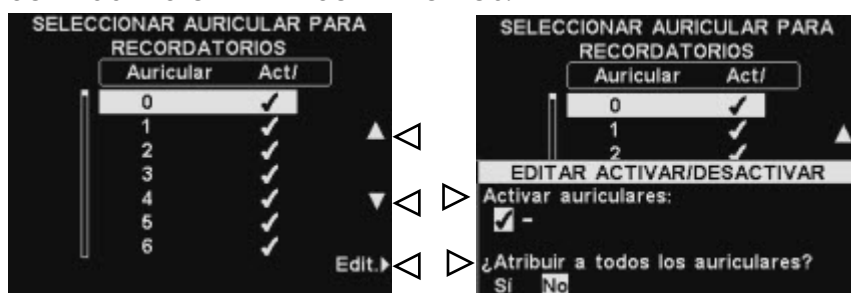 SELECCIONAR AURICULAR PARA
RECORDATORIOS
Auricular Act/
0 ✓
1 ✓
2 ✓
3 ✓
4 ✓
5 ✓
6 ✓
Edit.
SELECCIONAR AURICULAR PARA
RECORDATORIOS
Auricular Act/
0 ✓
1 ✓
2 ✓
EDITAR ACTIVAR/DESACTIVAR
Activar auriculares:
✓ –
¿Atribuir a todos los auriculares?
Sí No